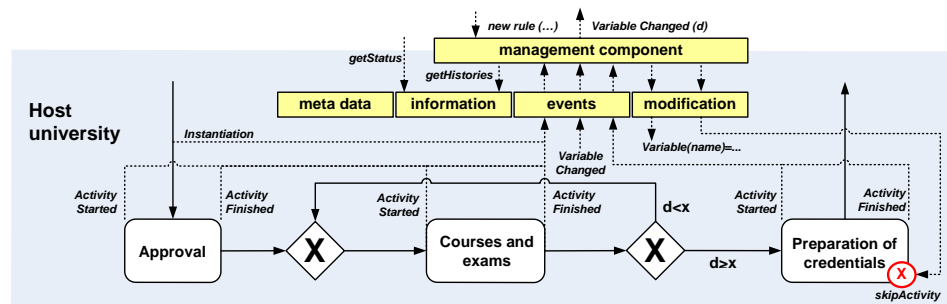 new rule (...)
Variable Changed (d)
management component
getStatus
getHistories
meta data
information
events
modification
Host
university
Instantiation
Variable
Changed
Variable(name)=...
Activity
Started
Activity
Finished
Activity
Started
Activity
Finished
d<x
Activity
Started
Activity
Finished
Approval
X
Courses and
exams
X
d≥x
Preparation of
credentials
X
skipActivity